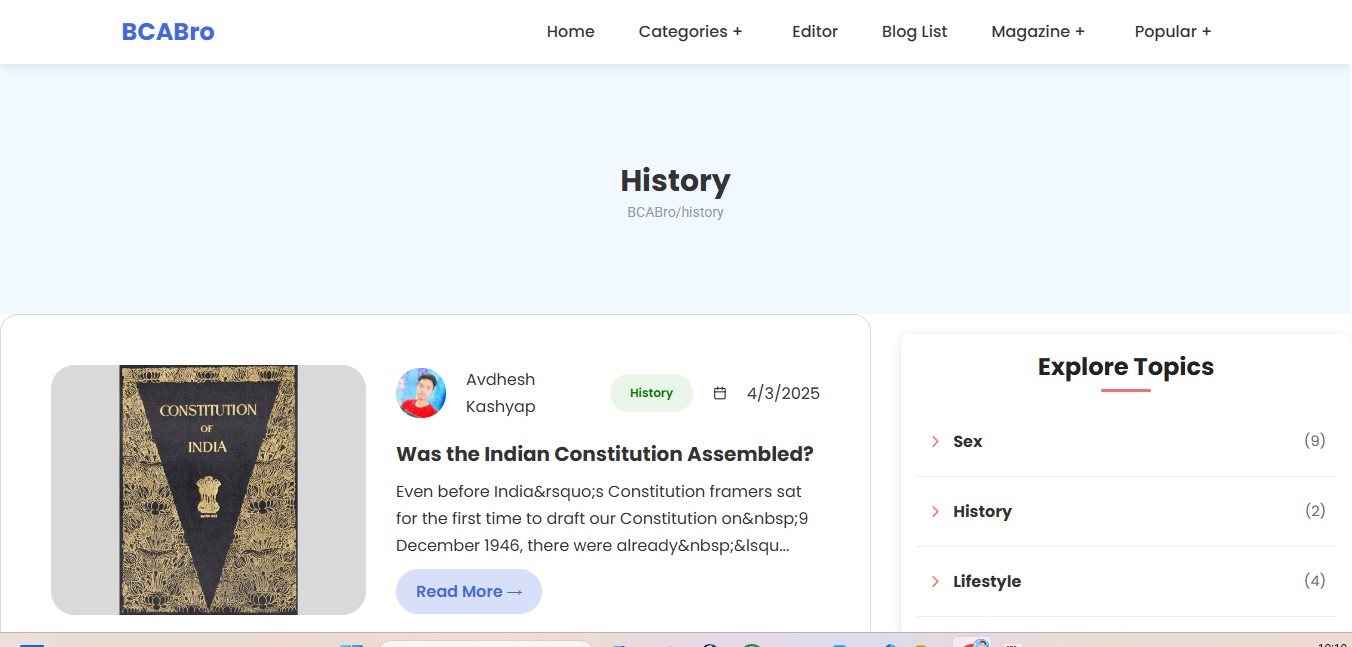 BCABro
Home Categories + Editor Blog List Magazine + Popular +
History
BCABro/history
CONSTITUTION
OF
INDIA
Avdhesh
Kashyap
History
4/3/2025
Was the Indian Constitution Assembled?
Even before India&rsquo;s Constitution framers sat
for the first time to draft our Constitution on&nbsp;9
December 1946, there were already&nbsp;&lsqu...
Read More →
Explore Topics
Sex (9)
History (2)
Lifestyle (4)